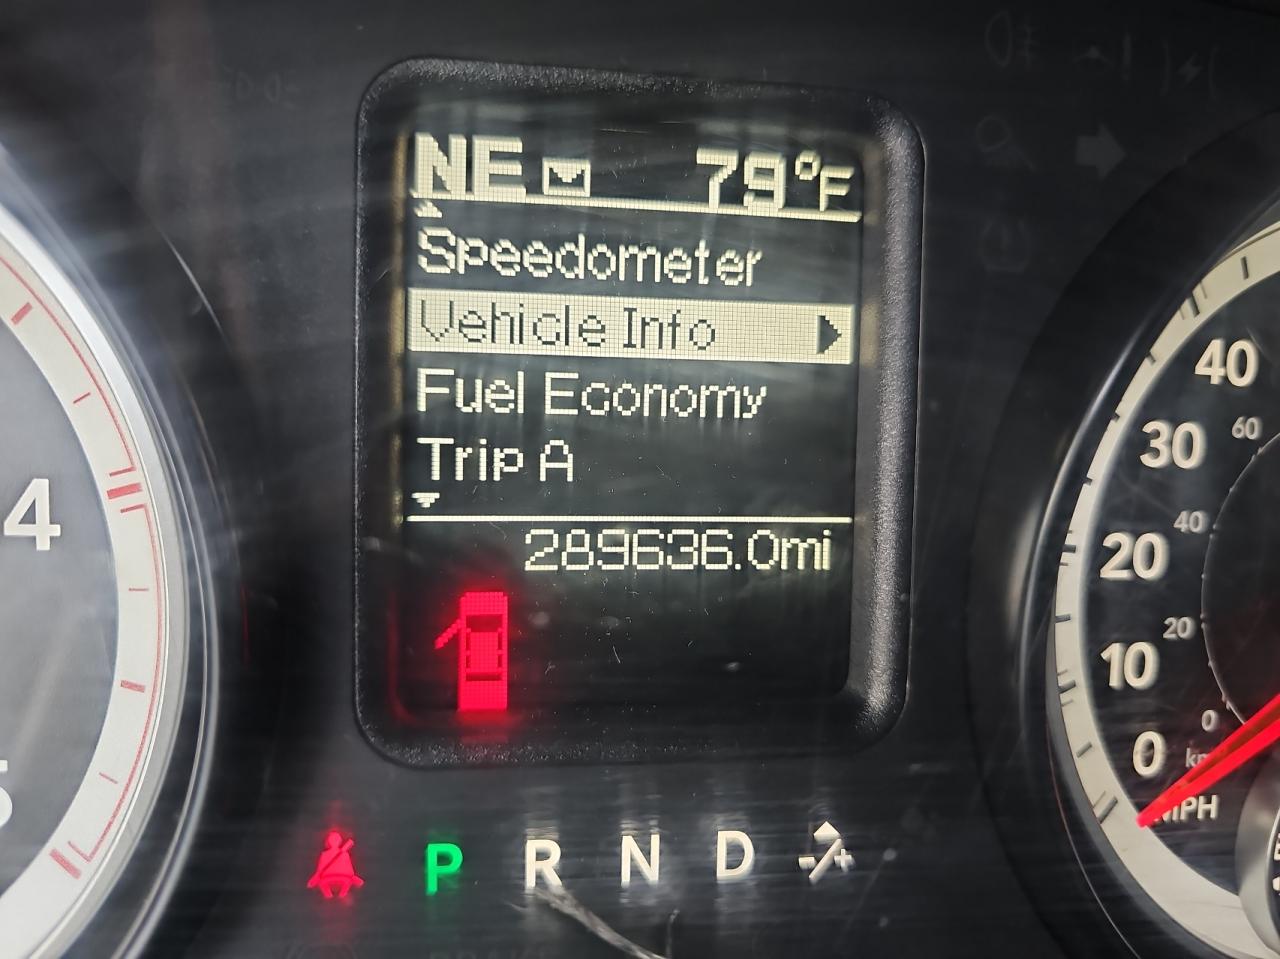 NE 79°F
Speedometer
Vehicle Info
Fuel Economy
Trip A
289636.0mi
P R N D
4
40
30
20
10
0
60
40
20
0
MPH